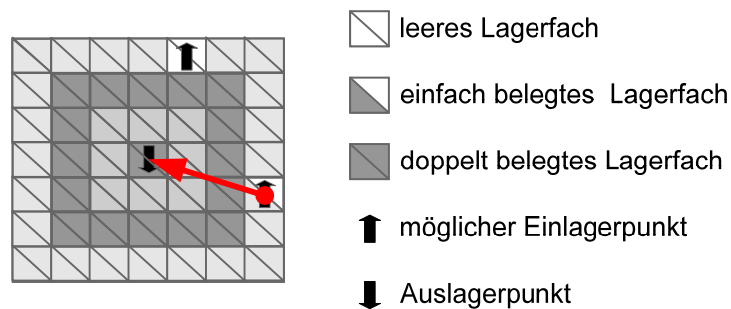 leeres Lagerfach
einfach belegtes Lagerfach
doppelt belegtes Lagerfach
möglicher Einlagerpunkt
Auslagerpunkt